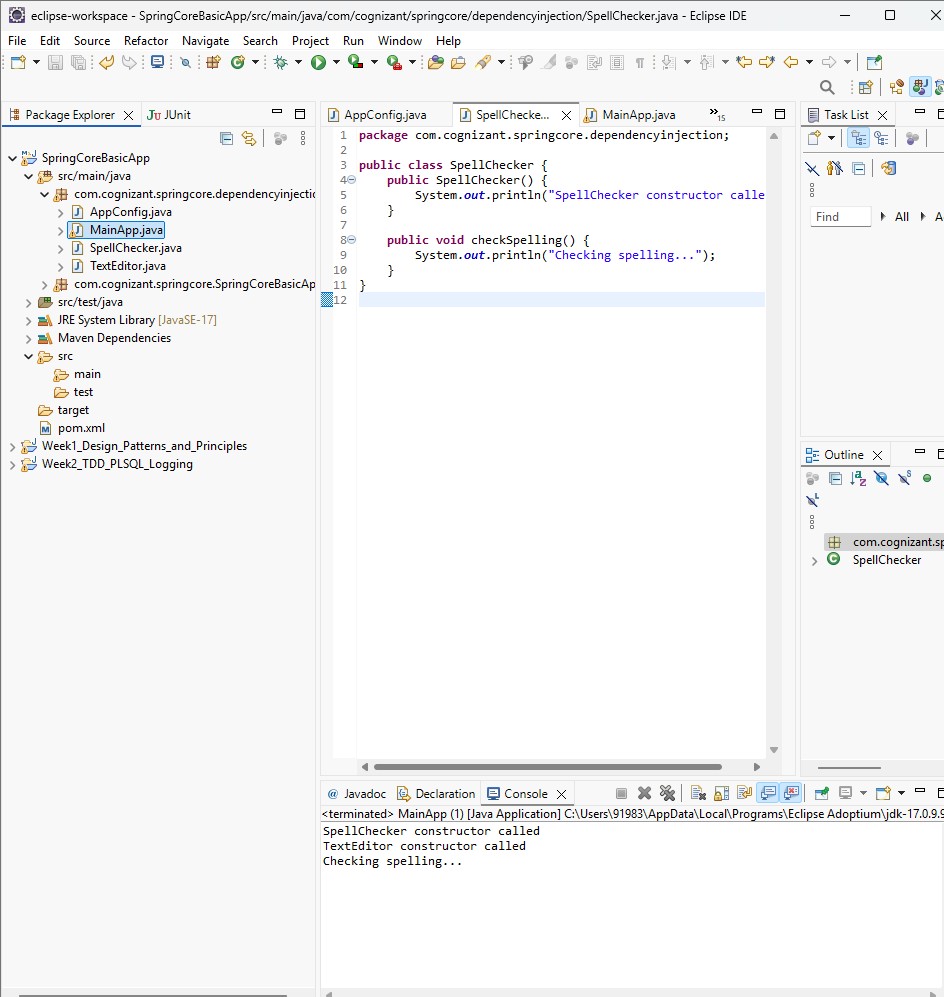 eclipse-workspace - SpringCoreBasicApp/src/main/java/com/cognizant/springcore/dependencyinjection/SpellChecker.java - Eclipse IDE
File Edit Source Refactor Navigate Search Project Run Window Help
Package Explorer
JUnit
SpringCoreBasicApp
src/main/java
com.cognizant.springcore.dependencyinjectic
AppConfig.java
MainApp.java
SpellChecker.java
TextEditor.java
com.cognizant.springcore.SpringCoreBasicAp
src/test/java
JRE System Library [JavaSE-17]
Maven Dependencies
src
main
test
target
pom.xml
Week1_Design_Patterns_and_Principles
Week2_TDD_PLSQL_Logging
AppConfig.java
SpellChecke...
MainApp.java
»15
1 package com.cognizant.springcore.dependencyinjection;
2
3 public class SpellChecker {
4 public SpellChecker() {
5 System.out.println("SpellChecker constructor calle
6 }
7
8 public void checkSpelling() {
9 System.out.println("Checking spelling...");
10 }
11 }
12
Task List
Find
All
A
Outline
com.cognizant.sp
SpellChecker
@ Javadoc
Declaration
Console
<terminated> MainApp (1) [Java Application] C:\Users\91983\AppData\Local\Programs\Eclipse Adoptium\jdk-17.0.9.9
SpellChecker constructor called
TextEditor constructor called
Checking spelling...